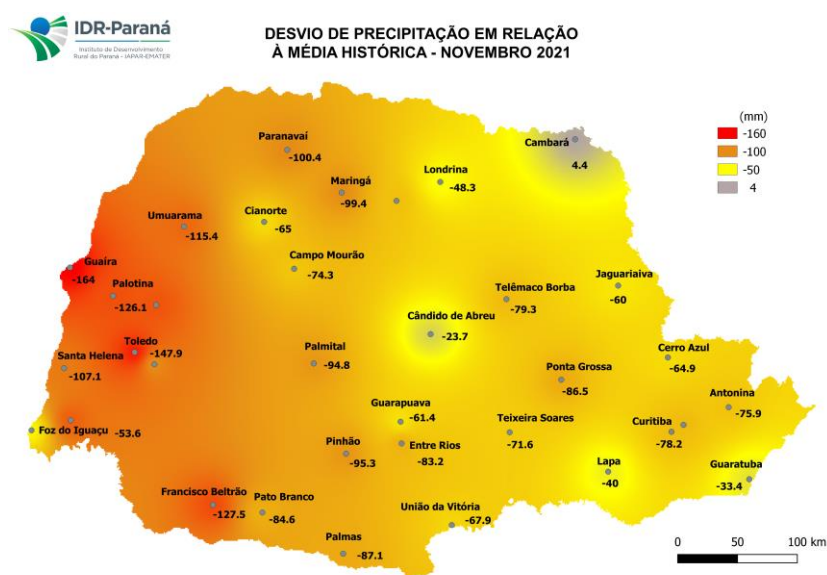 IDR-Paraná
Instituto de Desenvolvimento
Rural do Paraná - IAPAR-EMATER
DESVIO DE PRECIPITAÇÃO EM RELAÇÃO
À MÉDIA HISTÓRICA - NOVEMBRO 2021
(mm)
-160
-100
-50
4
Paranavaí
-100.4
Cambará
4.4
Maringá
-99.4
Londrina
-48.3
Umuarama
-115.4
Cianorte
-65
Campo Mourão
-74.3
Guaíra
-164
Palotina
-126.1
Jaguariaiva
-60
Telêmaco Borba
-79.3
Cândido de Abreu
-23.7
Toledo
-147.9
Santa Helena
-107.1
Palmital
-94.8
Cerro Azul
-64.9
Ponta Grossa
-86.5
Antonina
-75.9
Guarapuava
-61.4
Foz do Iguaçu
-53.6
Teixeira Soares
-71.6
Curitiba
-78.2
Pinhão
-95.3
Entre Rios
-83.2
Lapa
-40
Guaratuba
-33.4
Francisco Beltrão
-127.5
Pato Branco
-84.6
União da Vitória
-67.9
Palmas
-87.1
0 50 100 km